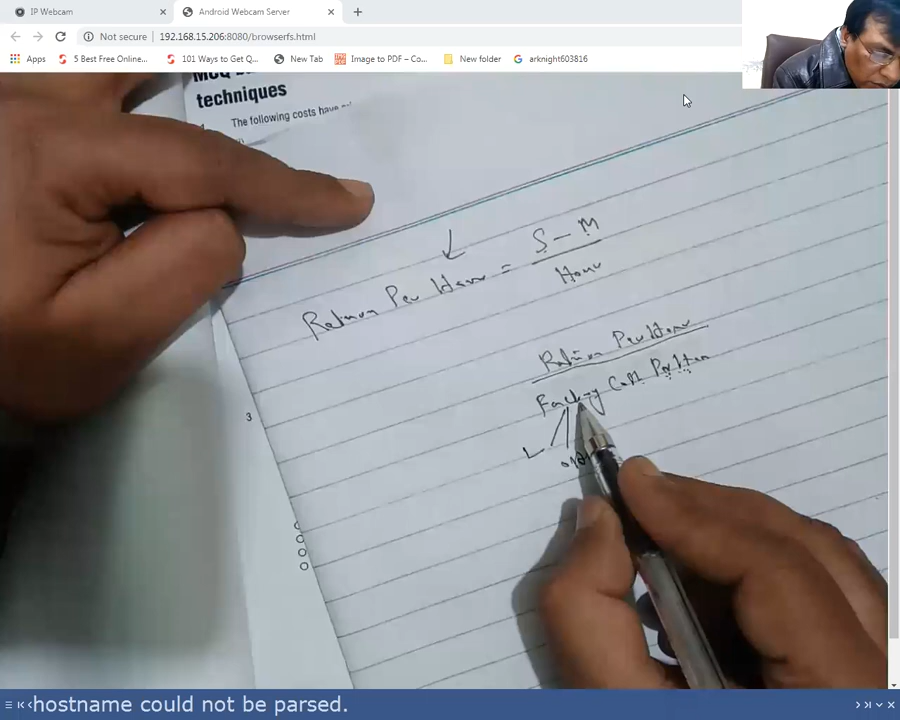 IP Webcam
Android Webcam Server
Not secure
192.168.15.206:8080/browserfs.html
Apps
5 Best Free Online...
101 Ways to Get Q...
New Tab
Image to PDF – Co...
New folder
arknight603816
techniques
The following costs have
Return Per Hour = S - M
Hour
Return Per Hour
Factory Cost Per Hour
3
hostname could not be parsed.